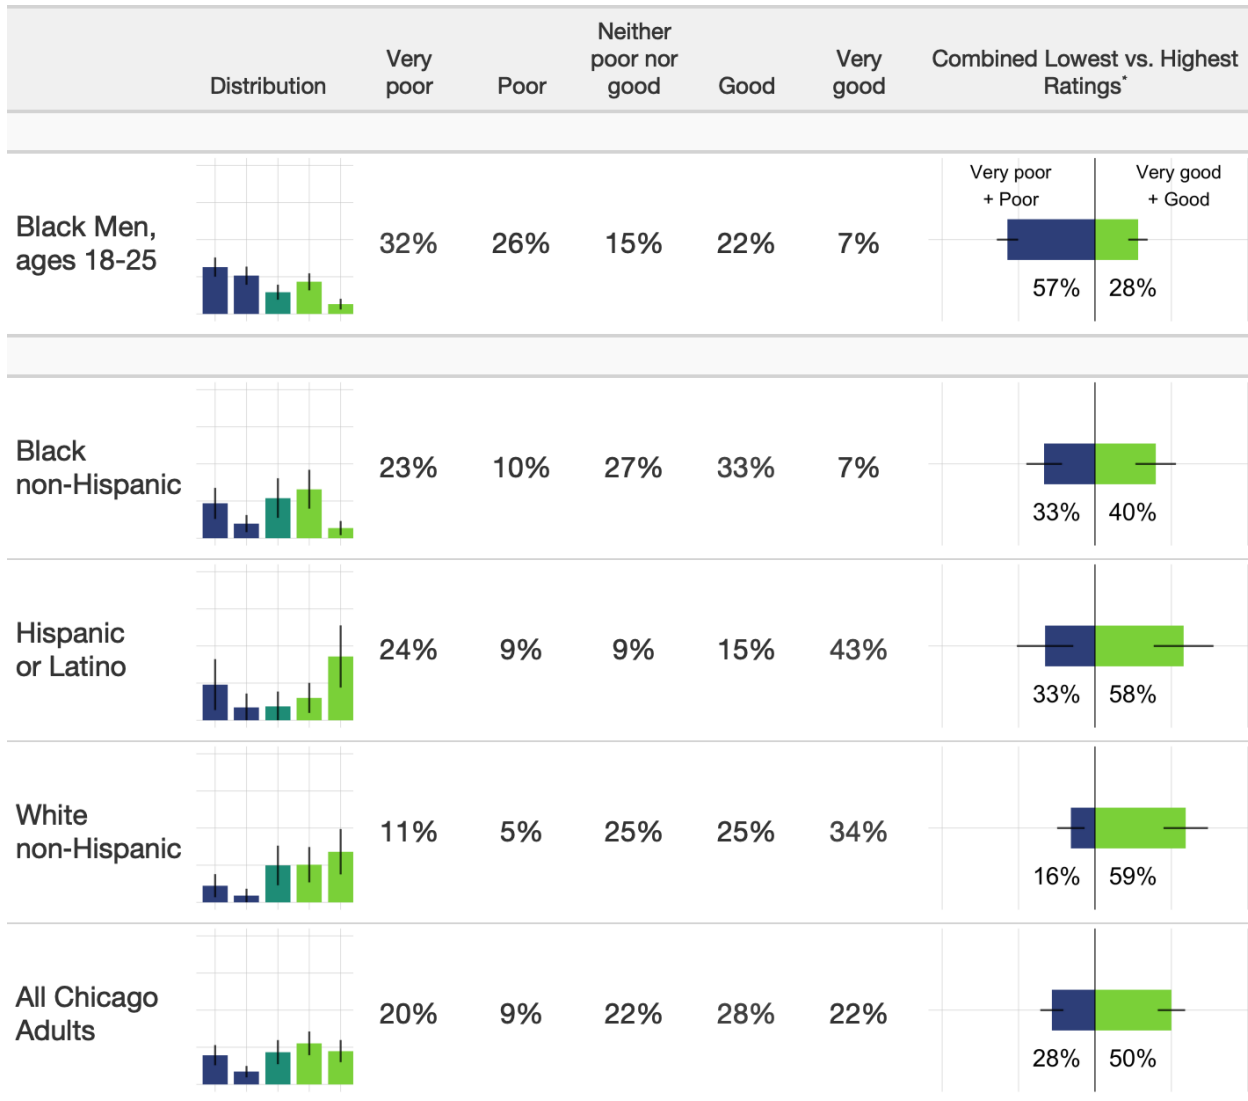 Distribution
Very
poor
Poor
Neither
poor nor
good
Good
Very
good
Combined Lowest vs. Highest
Ratings*
Black Men,
ages 18-25
32%
26%
15%
22%
7%
Very poor
+ Poor
Very good
+ Good
57%
28%
Black
non-Hispanic
23%
10%
27%
33%
7%
33%
40%
Hispanic
or Latino
24%
9%
9%
15%
43%
33%
58%
White
non-Hispanic
11%
5%
25%
25%
34%
16%
59%
All Chicago
Adults
20%
9%
22%
28%
22%
28%
50%